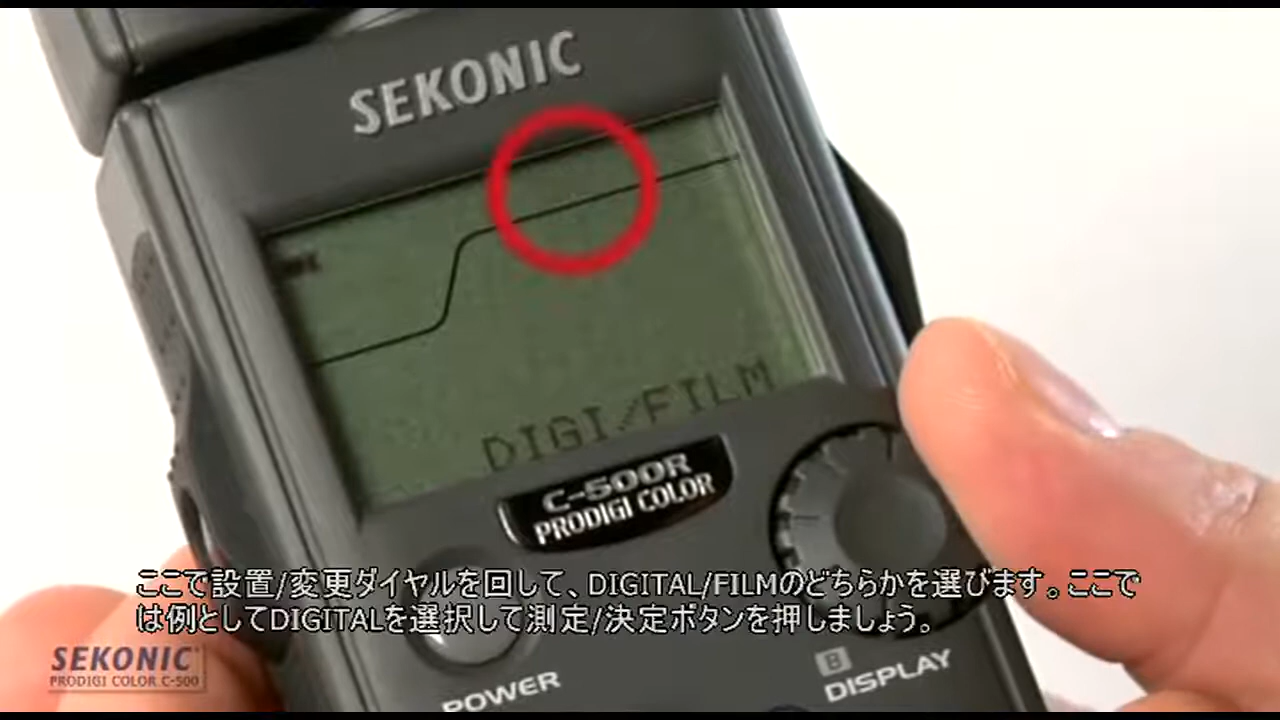 SEKONIC
DIGI/FILM
C-500R
PRODIGI COLOR
ここで設置/変更ダイヤルを回して、DIGITAL/FILMのどちらかを選びます。ここで
は例としてDIGITALを選択して測定/決定ボタンを押しましょう。
SEKONIC
PRODIGI COLOR C-500
POWER
B
DISPLAY